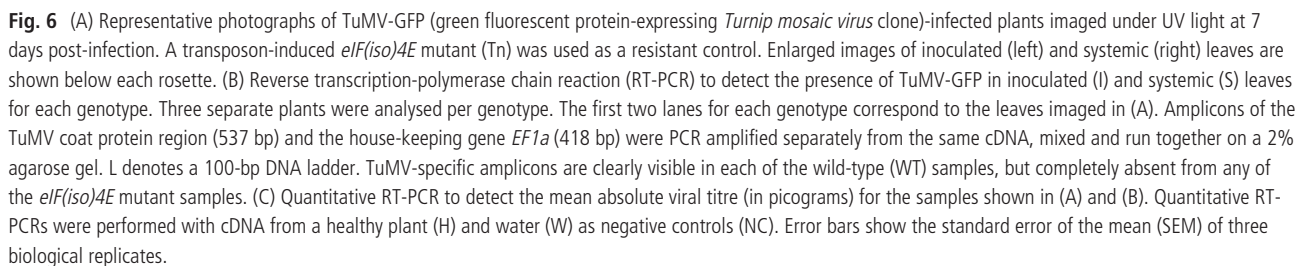 Fig. 6 (A) Representative photographs of TuMV-GFP (green fluorescent protein-expressing Turnip mosaic virus clone)-infected plants imaged under UV light at 7
days post-infection. A transposon-induced eIF(iso)4E mutant (Tn) was used as a resistant control. Enlarged images of inoculated (left) and systemic (right) leaves are
shown below each rosette. (B) Reverse transcription-polymerase chain reaction (RT-PCR) to detect the presence of TuMV-GFP in inoculated (I) and systemic (S) leaves
for each genotype. Three separate plants were analysed per genotype. The first two lanes for each genotype correspond to the leaves imaged in (A). Amplicons of the
TuMV coat protein region (537 bp) and the house-keeping gene EF1a (418 bp) were PCR amplified separately from the same cDNA, mixed and run together on a 2%
agarose gel. L denotes a 100-bp DNA ladder. TuMV-specific amplicons are clearly visible in each of the wild-type (WT) samples, but completely absent from any of
the eIF(iso)4E mutant samples. (C) Quantitative RT-PCR to detect the mean absolute viral titre (in picograms) for the samples shown in (A) and (B). Quantitative RT-
PCRs were performed with cDNA from a healthy plant (H) and water (W) as negative controls (NC). Error bars show the standard error of the mean (SEM) of three
biological replicates.